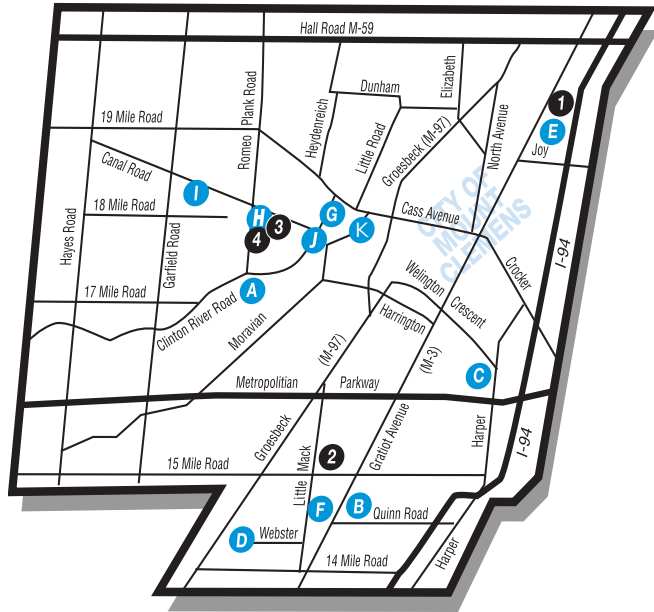 Hall Road M-59
Plank Road
Romeo
Dunham
Elizabeth
Heydenreich
Little Road
Groesbeck (M-97)
North Avenue
1
E
Joy
19 Mile Road
Canal Road
I
18 Mile Road
Hayes Road
Garfield Road
H
3
4
G
J
K
Cass Avenue
CITY OF
MOUNT
CLEMENS
Crocker
I-94
17 Mile Road
A
Clinton River Road
Moravian
Welington
Crescent
Harrington
(M-97)
(M-3)
C
Metropolitian Parkway
Groesbeck
Gratiot Avenue
Harper
I-94
15 Mile Road
2
Little Mack
F
B
Quinn Road
D
Webster
14 Mile Road
Harper